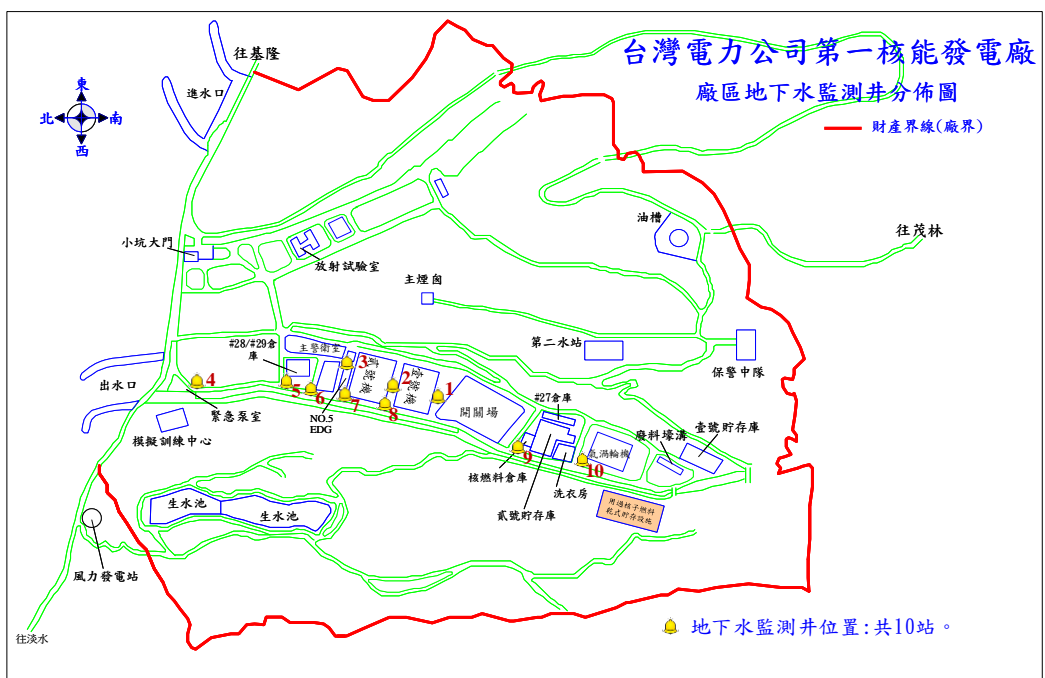 台灣電力公司第一核能發電廠
廠區地下水監測井分佈圖
財產界線(廠界)
往基隆
進水口
東
北
南
西
小坑大門
放射試驗室
油槽
往茂林
主煙囪
第二水站
保警中隊
#28/#29倉
庫
主警衛室
貳號機
壹號機
開關場
#27倉庫
氣渦輪機
廢料壕溝
壹號貯存庫
出水口
緊急泵室
模擬訓練中心
NO.5
EDG
1
2
3
4
5
6
7
8
9
10
核燃料倉庫
洗衣房
貳號貯存庫
用過核子燃料
乾式貯存設施
生水池
生水池
風力發電站
往淡水
地下水監測井位置:共10站。